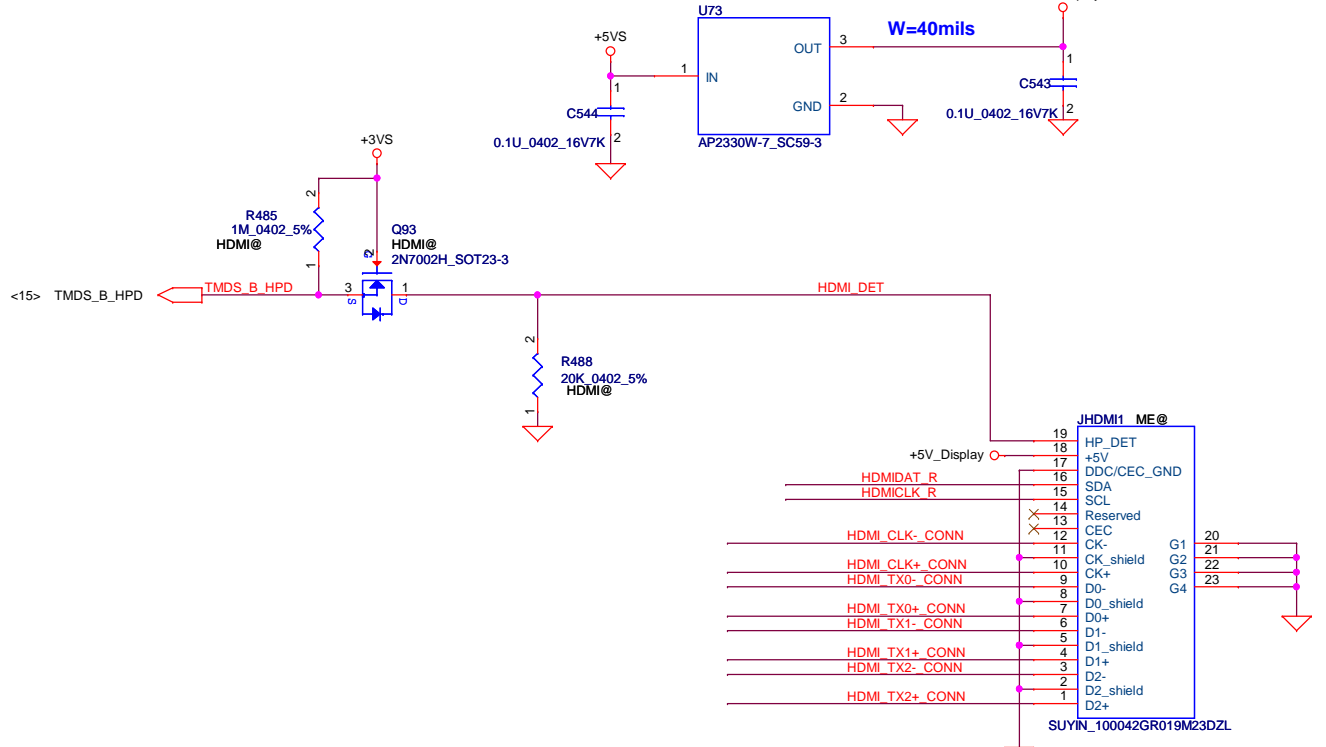 U73
W=40mils
+5VS
OUT
3
1
IN
1
1
C544
C543
GND
2
0.1U_0402_16V7K
2
0.1U_0402_16V7K
2
AP2330W-7_SC59-3
+3VS
2
R485
1M_0402_5%
HDMI@
1
Q93
HDMI@
2N7002H_SOT23-3
G
2
<15> TMDS_B_HPD
TMDS_B_HPD
3
S
1
D
HDMI_DET
2
R488
20K_0402_5%
HDMI@
1
JHDMI1 ME@
19 HP_DET
+5V_Display
18 +5V
17 DDC/CEC_GND
HDMIDAT_R
16 SDA
HDMICLK_R
15 SCL
14 Reserved
13 CEC
HDMI_CLK-_CONN
12 CK-
G1 20
11 CK_shield
G2 21
HDMI_CLK+_CONN
10 CK+
G3 22
HDMI_TX0-_CONN
9 D0-
G4 23
8 D0_shield
HDMI_TX0+_CONN
7 D0+
HDMI_TX1-_CONN
6 D1-
5 D1_shield
HDMI_TX1+_CONN
4 D1+
HDMI_TX2-_CONN
3 D2-
2 D2_shield
HDMI_TX2+_CONN
1 D2+
SUYIN_100042GR019M23DZL